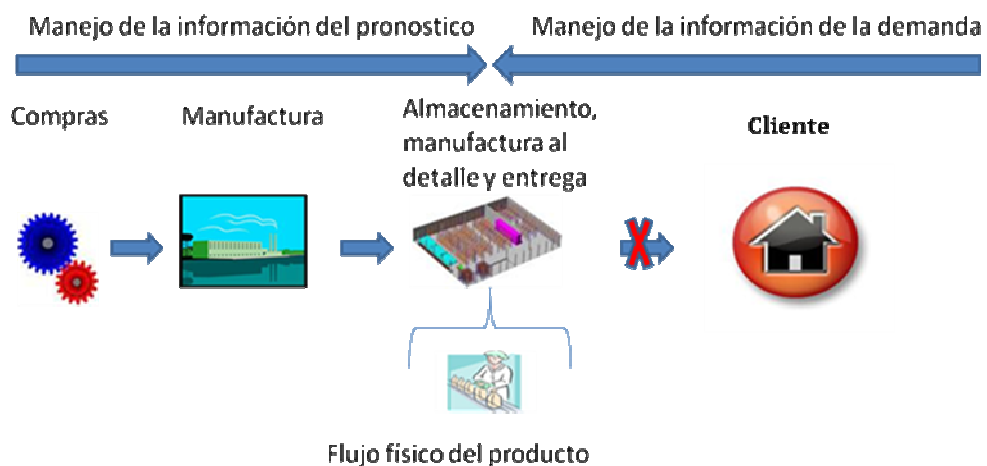 Manejo de la información del pronostico
Manejo de la información de la demanda
Compras
Manufactura
Almacenamiento,
manufactura al
detalle y entrega
Cliente
X
Flujo físico del producto